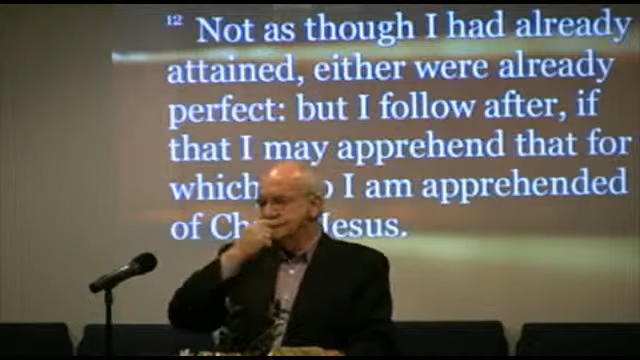 12 Not as though I had already
attained, either were already
perfect: but I follow after, if
that I may apprehend that for
which I am apprehended
of Jesus.